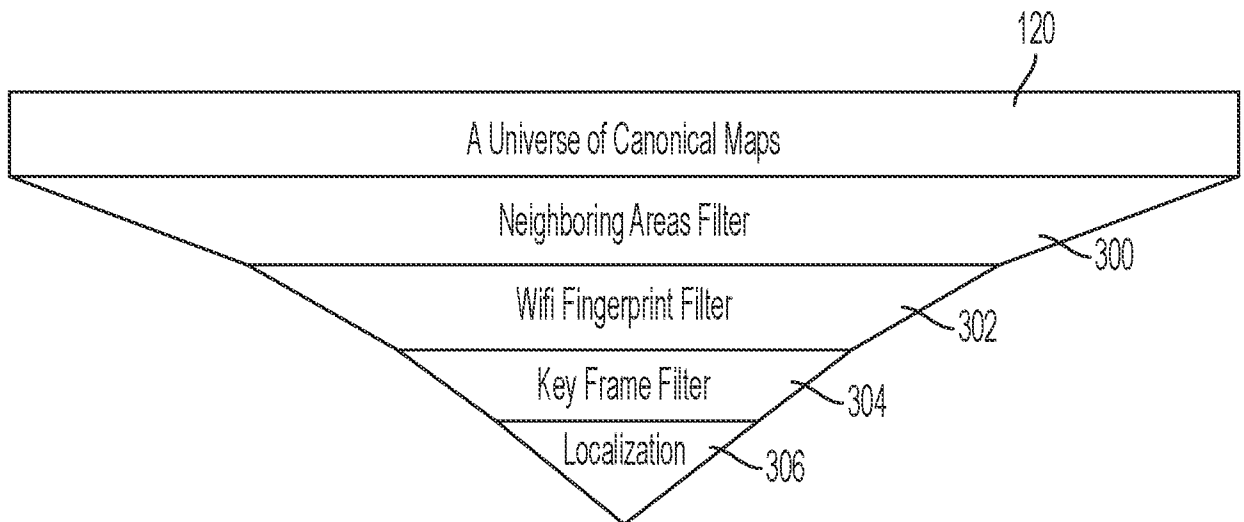 120
A Universe of Canonical Maps
Neighboring Areas Filter
300
Wifi Fingerprint Filter
302
Key Frame Filter
304
Localization
306